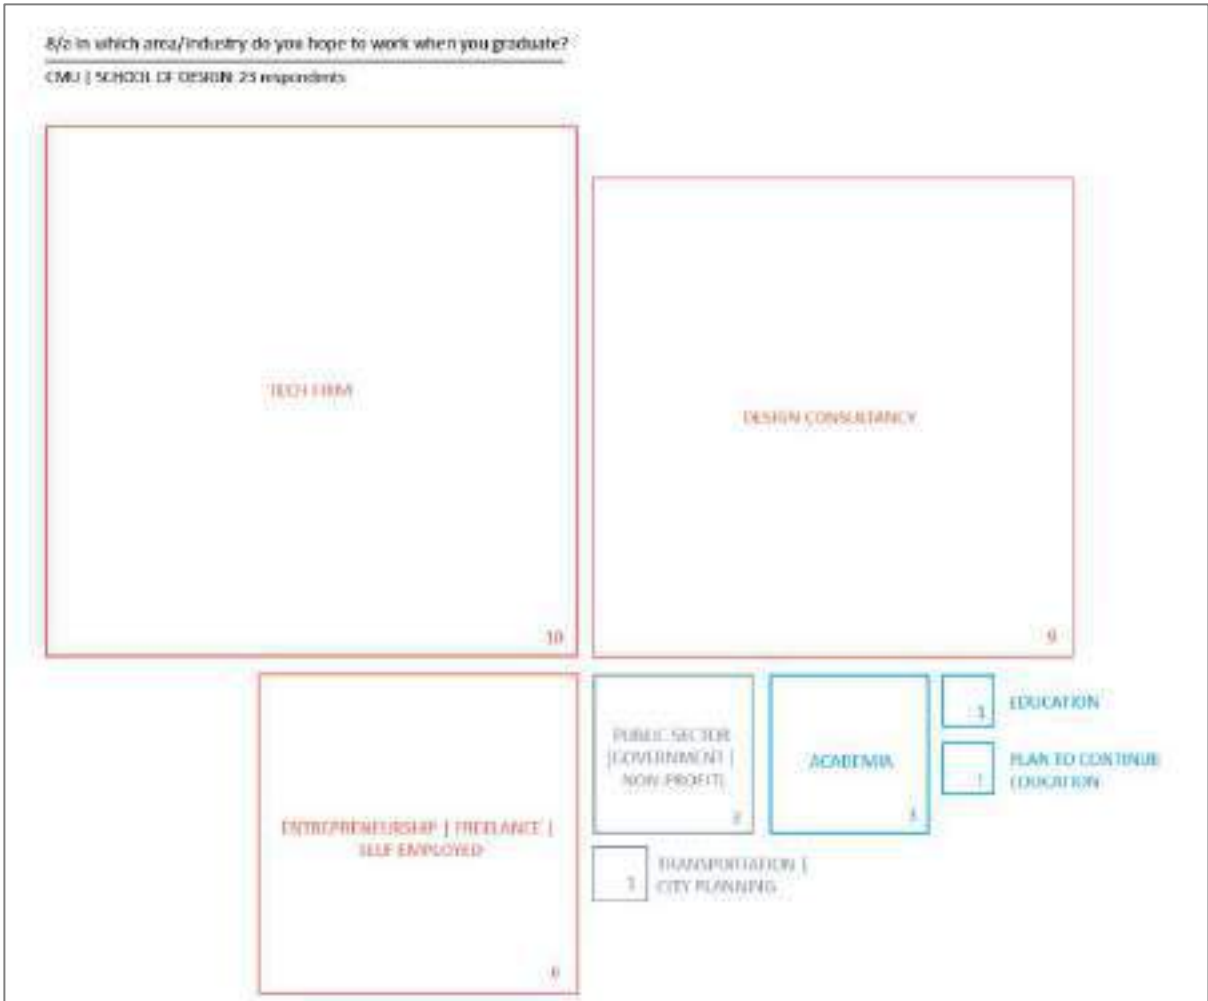 8/a In which area/industry do you hope to work when you graduate?
CMU | SCHOOL OF DESIGN: 23 respondents
TECH FIRM
10
DESIGN CONSULTANCY
9
ENTREPRENEURSHIP | FREELANCE |
SELF EMPLOYED
6
PUBLIC SECTOR
[GOVERNMENT |
NON-PROFIT]
ACADEMIA
3
1
EDUCATION
1
PLAN TO CONTINUE
EDUCATION
1
TRANSPORTATION |
CITY PLANNING